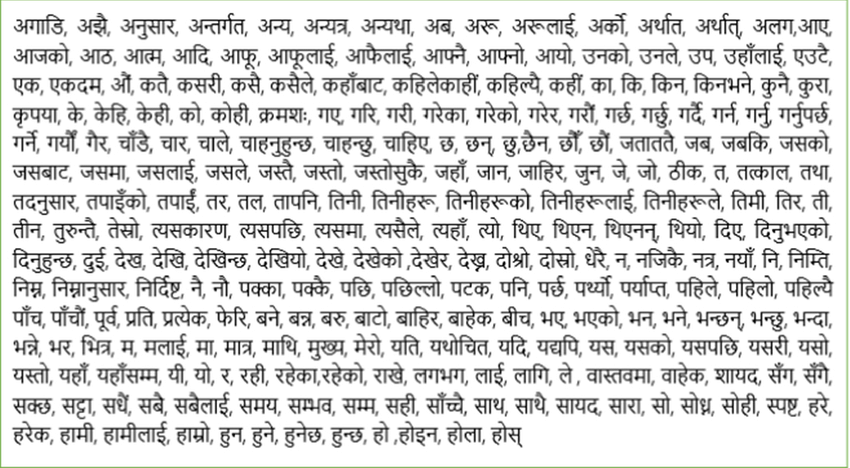 अगाडि, अझै, अनुसार, अन्तर्गत, अन्य, अन्यत्र, अन्यथा, अब, अरू, अरूलाई, अर्को, अर्थात, अर्थात्, अलग,आए,
आजको, आठ, आत्म, आदि, आफू, आफूलाई, आफैलाई, आफ्नै, आफ्नो, आयो, उनको, उनले, उप, उहाँलाई, एउटै,
एक, एकदम, औं, कतै, कसरी, कसै, कसैले, कहाँबाट, कहिलेकाहीं, कहिल्यै, कहीं, का, कि, किन, किनभने, कुनै, कुरा,
कृपया, के, केहि, केही, को, कोही, क्रमशः, गए, गरि, गरी, गरेका, गरेको, गरेर, गरौं, गर्छ, गर्छु, गर्दै, गर्न, गर्नु, गर्नुपर्छ,
गर्ने, गर्यौं, गैर, चाँडै, चार, चाले, चाहनुहुन्छ, चाहन्छु, चाहिए, छ, छन्, छु,छैन, छौँ, छौं, जताततै, जब, जबकि, जसको,
जसबाट, जसमा, जसलाई, जसले, जस्तै, जस्तो, जस्तोसुकै, जहाँ, जान, जाहिर, जुन, जे, जो, ठीक, त, तत्काल, तथा,
तदनुसार, तपाइँको, तपाईं, तर, तल, तापनि, तिनी, तिनीहरू, तिनीहरूको, तिनीहरूलाई, तिनीहरूले, तिमी, तिर, ती,
तीन, तुरुन्तै, तेस्रो, त्यसकारण, त्यसपछि, त्यसमा, त्यसैले, त्यहाँ, त्यो, थिए, थिएन, थिएनन्, थियो, दिए, दिनुभएको,
दिनुहुन्छ, दुई, देख, देखि, देखिन्छ, देखियो, देखे, देखेको ,देखेर, देख्न, दोश्रो, दोस्रो, धेरै, न, नजिकै, नत्र, नयाँ, नि, निम्ति,
निम्न, निम्नानुसार, निर्दिष्ट, नै, नौ, पक्का, पक्कै, पछि, पछिल्लो, पटक, पनि, पर्छ, पर्थ्यो, पर्याप्त, पहिले, पहिलो, पहिल्यै
पाँच, पाँचौं, पूर्व, प्रति, प्रत्येक, फेरि, बने, बन्न, बरु, बाटो, बाहिर, बाहेक, बीच, भए, भएको, भन, भने, भन्छन्, भन्छु, भन्दा,
भन्ने, भर, भित्र, म, मलाई, मा, मात्र, माथि, मुख्य, मेरो, यति, यथोचित, यदि, यद्यपि, यस, यसको, यसपछि, यसरी, यसो,
यस्तो, यहाँ, यहाँसम्म, यी, यो, र, रही, रहेका,रहेको, राखे, लगभग, लाई, लागि, ले , वास्तवमा, वाहेक, शायद, सँग, सँगै,
सक्छ, सट्टा, सधैं, सबै, सबैलाई, समय, सम्भव, सम्म, सही, साँच्चै, साथ, साथै, सायद, सारा, सो, सोध्न, सोही, स्पष्ट, हरे,
हरेक, हामी, हामीलाई, हाम्रो, हुन, हुने, हुनेछ, हुन्छ, हो ,होइन, होला, होस्